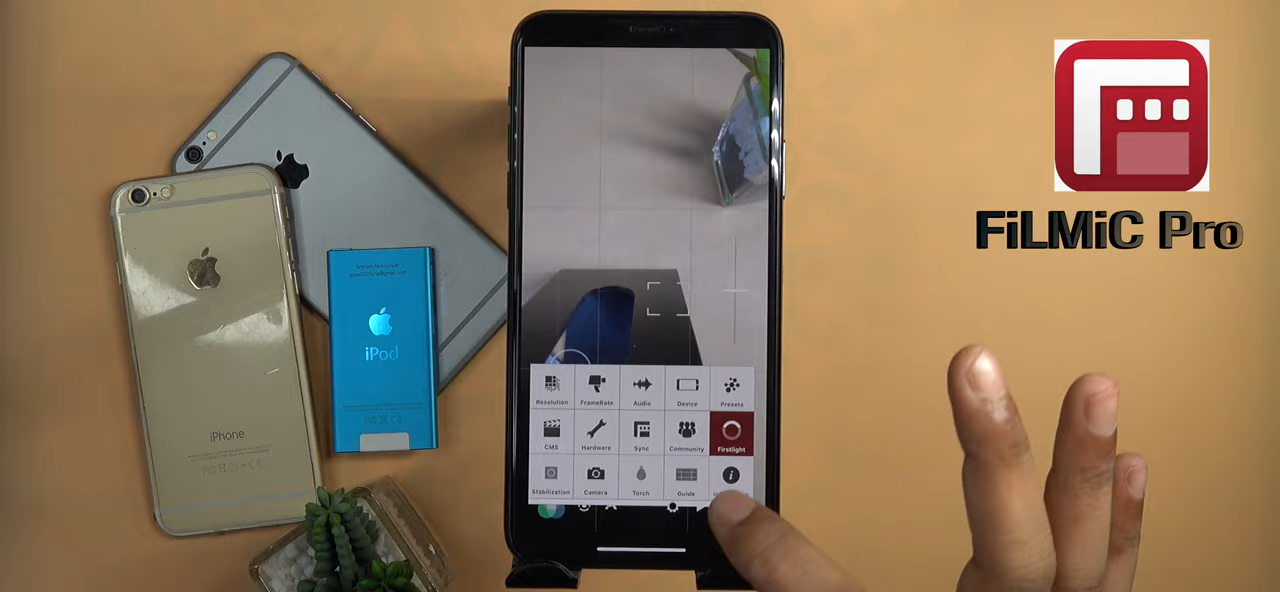 FiLMiC Pro
iPod
iPhone
Resolution FrameRate Audio Device Presets
CMS Hardware Sync Community Firstlight
Stabilization Camera Torch Guide